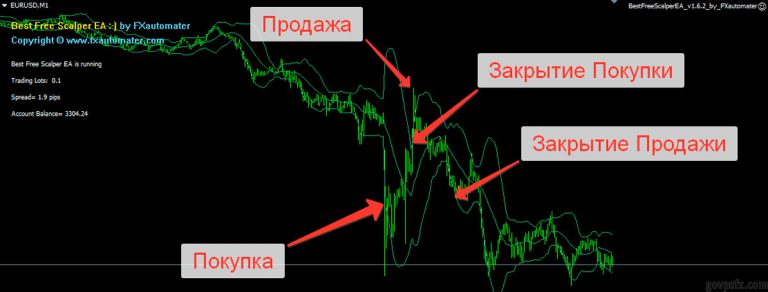 EURUSD,M1
BestFreeScalperEA_v1.6.2_by_FXautomater
Best Free Scalper EA :) by FXautomater
Copyright © www.fxautomater.com
Best Free Scalper EA is running
Trading Lots: 0.1
Spread= 1.9 pips
Account Balance= 3304.24
Продажа
Закрытие Покупки
Закрытие Продажи
Покупка
govpsfx.com